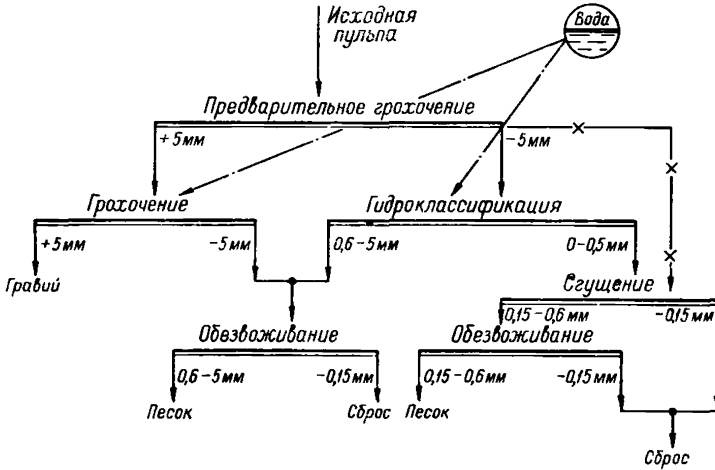 Исходная
пульпа
Вода
Предварительное грохочение
+5мм
-5мм
Грохочение
Гидроклассификация
+5мм
-5мм
0,6-5мм
0-0,5мм
Гравий
Сгущение
0,15-0,6мм
-0,15мм
Обезвоживание
Обезвоживание
0,6-5мм
-0,15мм
0,15-0,6мм
-0,15мм
Песок
Сброс
Песок
Сброс